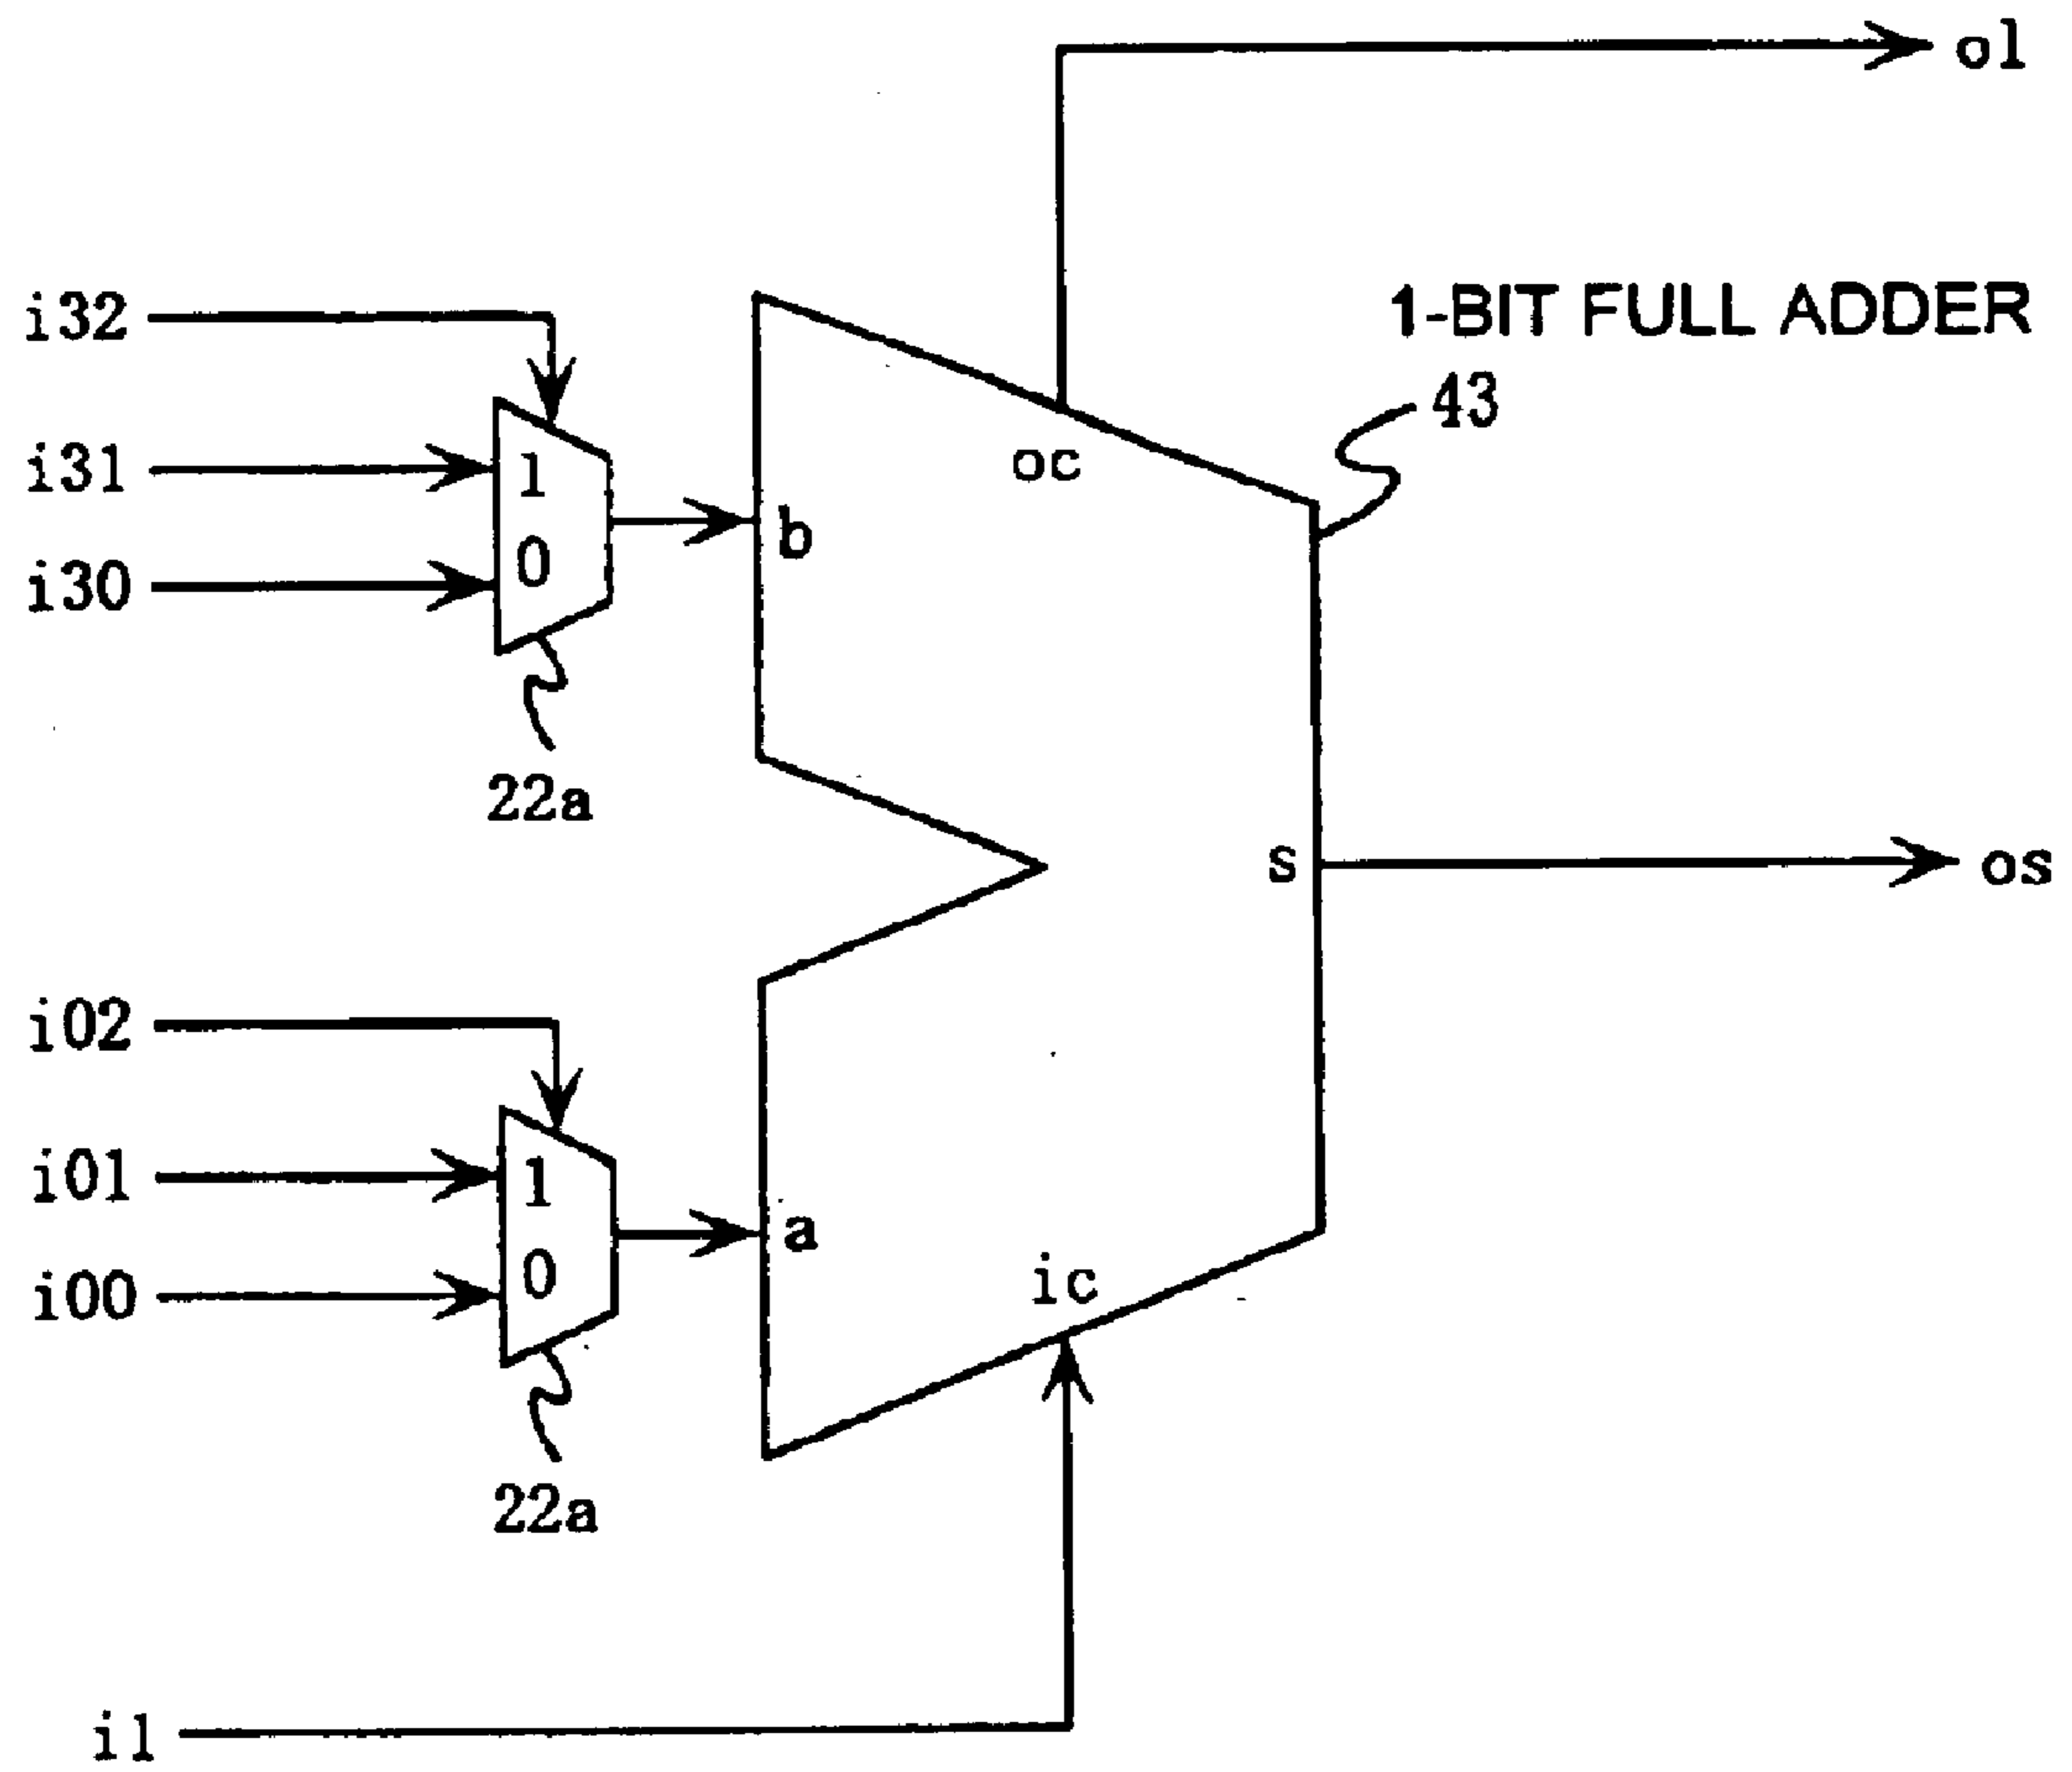 ol
i32
1-BIT FULL ADDER
43
i31
1
oc
b
0
i30
22a
s
os
i02
i01
1
a
0
i00
ic
22a
il